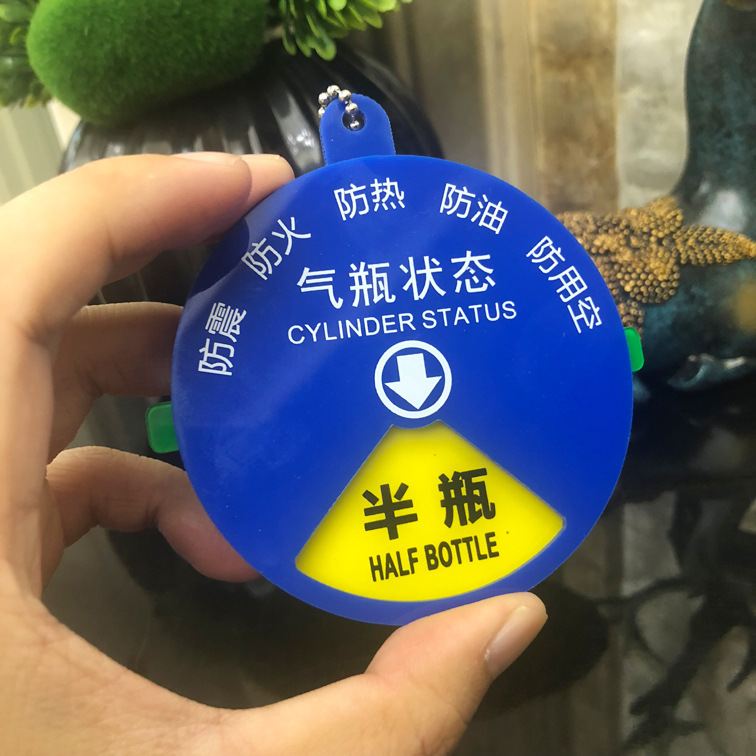 防震 防火 防热 防油 防用空
气瓶状态
CYLINDER STATUS
半瓶
HALF BOTTLE